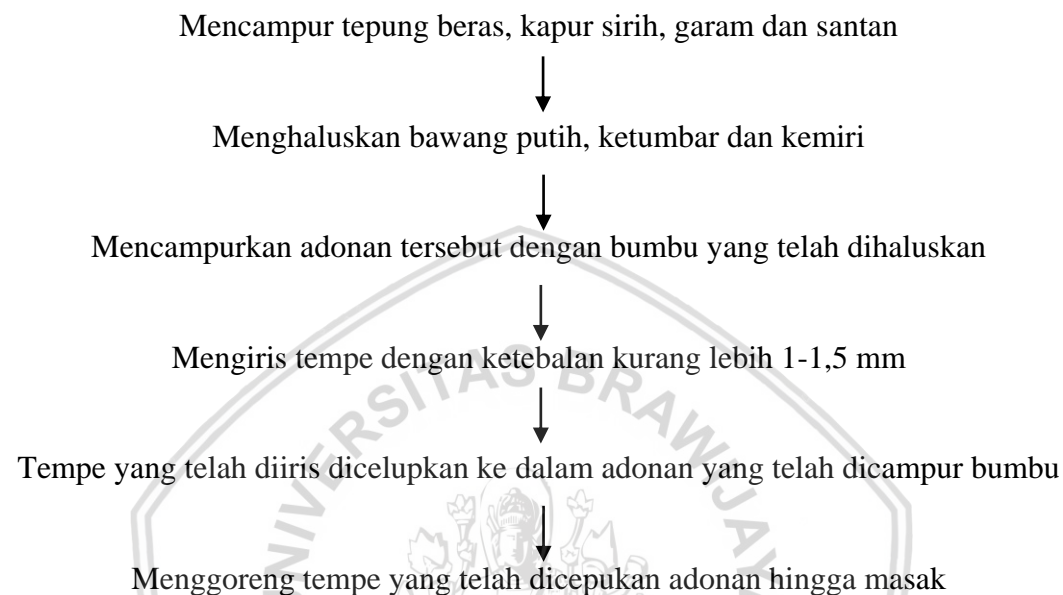 Mencampur tepung beras, kapur sirih, garam dan santan
Menghaluskan bawang putih, ketumbar dan kemiri
Mencampurkan adonan tersebut dengan bumbu yang telah dihaluskan
Mengiris tempe dengan ketebalan kurang lebih 1-1,5 mm
Tempe yang telah diiris dicelupkan ke dalam adonan yang telah dicampur bumbu
Menggoreng tempe yang telah dicepukan adonan hingga masak
UNIVERSITAS BRAWIJAY